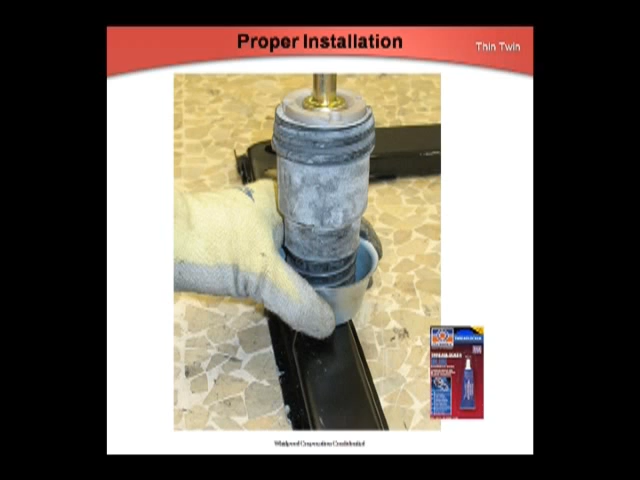 Proper Installation
Thin Twin
Whirlpool Corporation Confidential